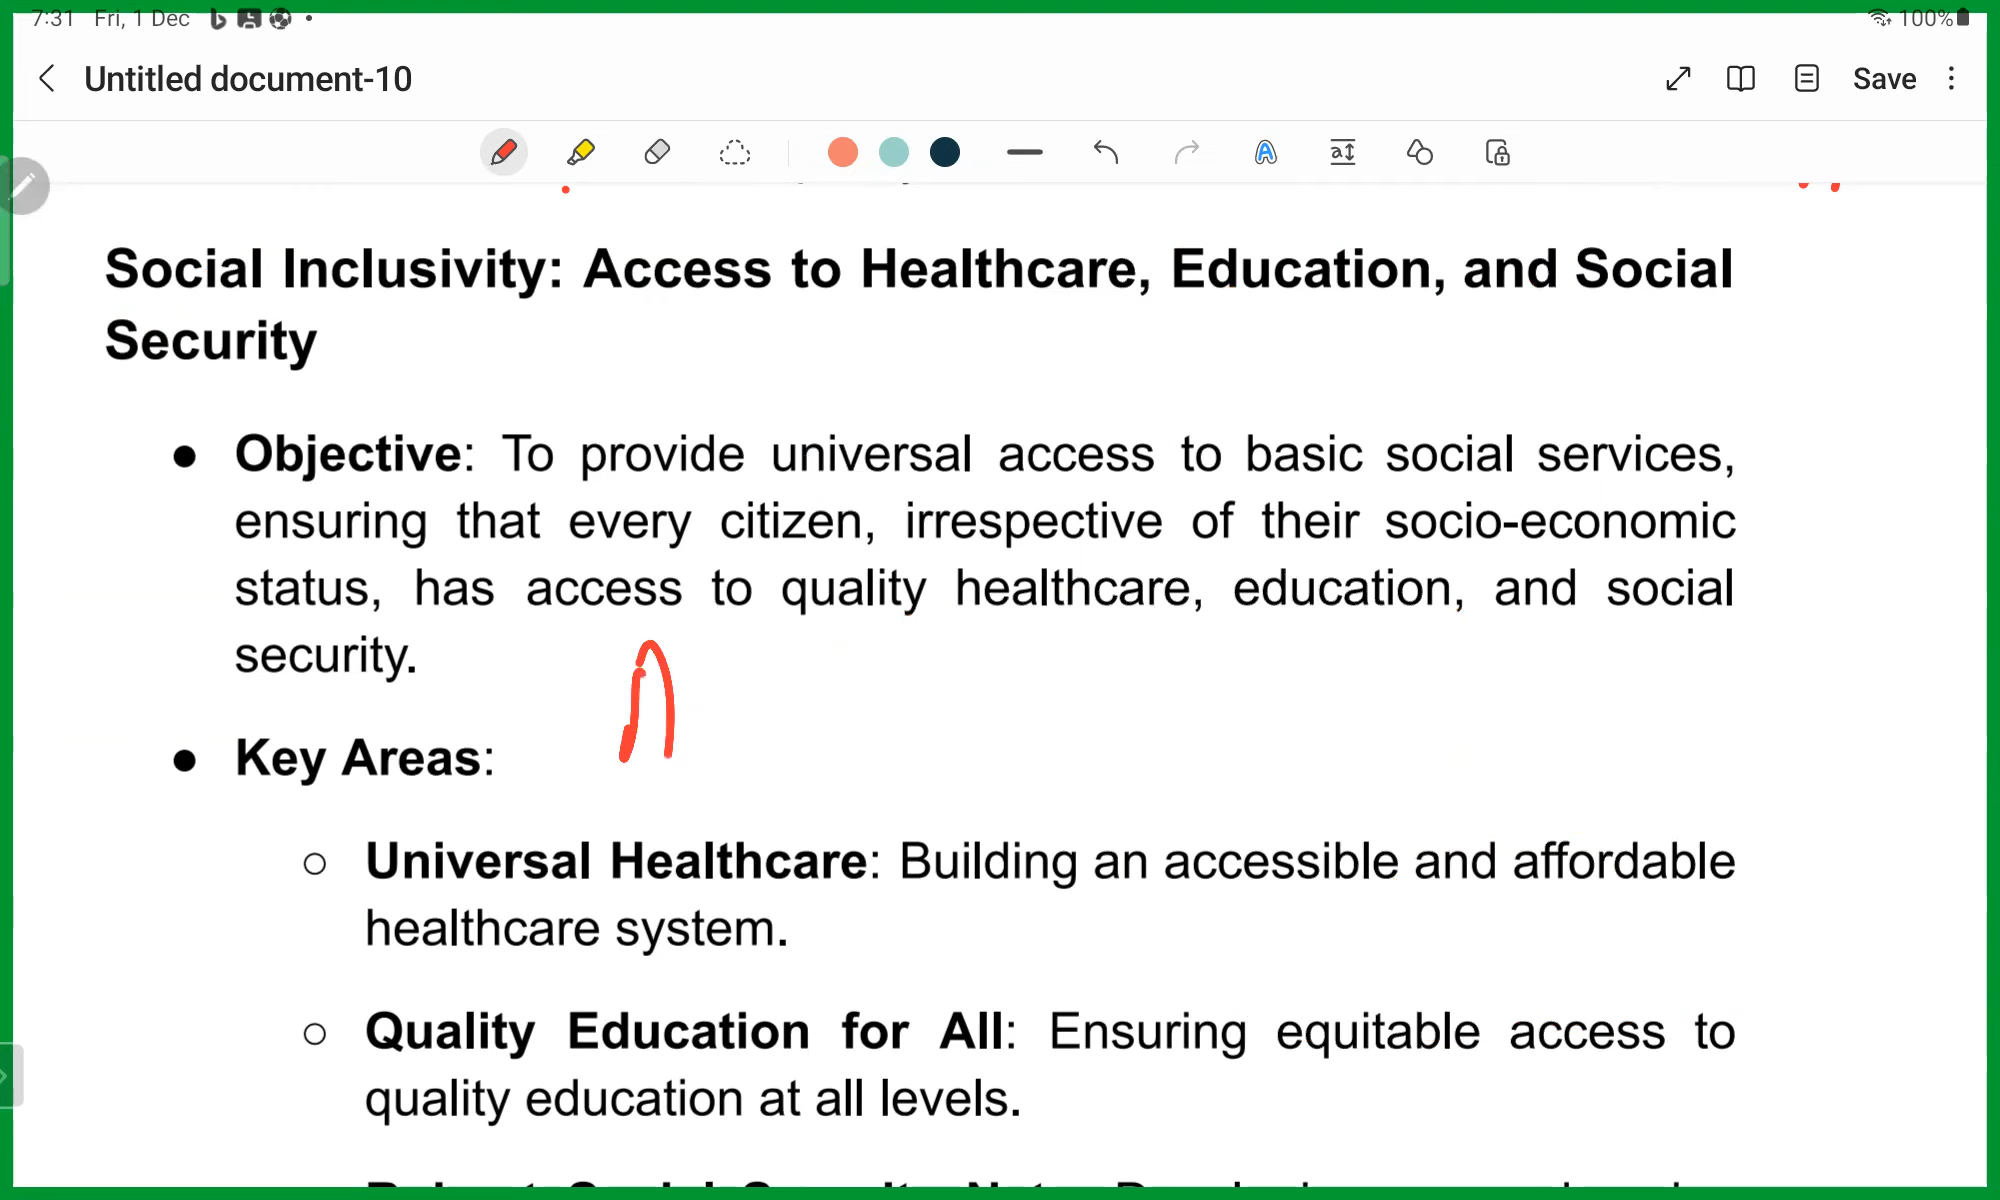 7:31 Fri, 1 Dec
100%
Untitled document-10
Save
Social Inclusivity: Access to Healthcare, Education, and Social
Security
● Objective: To provide universal access to basic social services,
ensuring that every citizen, irrespective of their socio-economic
status, has access to quality healthcare, education, and social
security.
● Key Areas:
○ Universal Healthcare: Building an accessible and affordable
healthcare system.
○ Quality Education for All: Ensuring equitable access to
quality education at all levels.